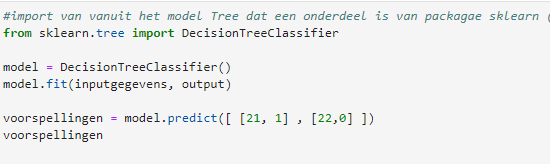 #import van vanuit het model Tree dat een onderdeel is van packagae sklearn (
from sklearn.tree import DecisionTreeClassifier
model = DecisionTreeClassifier()
model.fit(inputgegevens, output)
voorspellingen = model.predict([ [21, 1] , [22,0] ])
voorspellingen